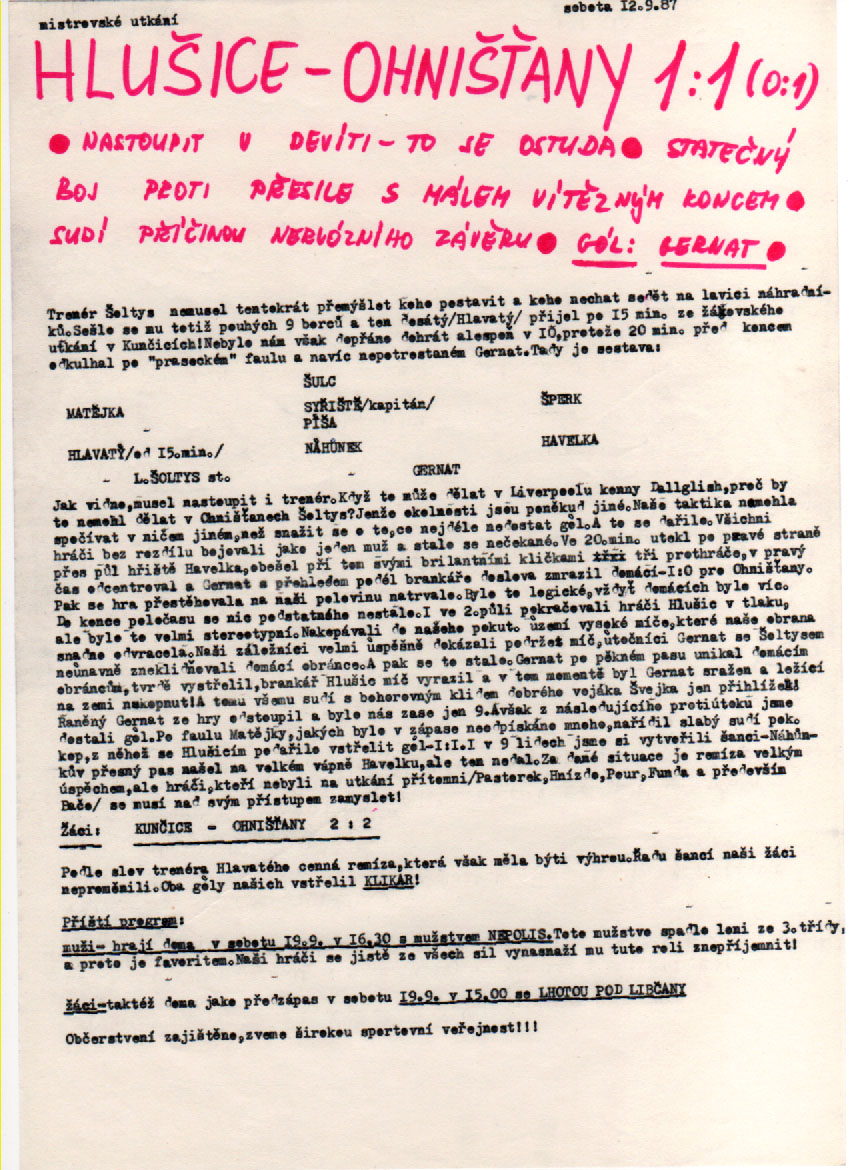 sobota 12.9.87
mistrovské utkání
HLUŠICE - OHNIŠŤANY 1:1 (0:1)
● NASTOUPIT V DEVÍTI - TO SE OSTUDA ● STATEČNÝ
BOJ PROTI PŘESILE S MÁLEM VÍTĚZNÝM KONCEM ●
SUDÍ PŘÍČINOU NERVÓZNÍHO ZÁVĚRU ● GÓL: GERNAT ●
Trenér Šeltys nemusel tentokrát přemýšlet koho postavit a koho nechat sedět na lavici náhradní-
ků.Sešlo se mu totiž pouhých 9 borců a ten desátý/Hlavatý/ přijel po 15 min. ze žákovského
utkání v Kunčicích!Nebylo nám však dopřáno dohrát alespoň v 10,protože 20 min. před koncem
odkulhal po "praseckém" faulu a navíc nepotrestaném Gernat.Tady je sestava:
ŠULC
MATĚJKA SYŘIŠTĚ/kapitán/ ŠPERK
PÍŠA
HLAVATÝ/od 15.min./ NÁHŮNEK HAVELKA
L.ŠOLTYS st. GERNAT
Jak vidno,musel nastoupit i trenér.Když to může dělat v Liverpoolu kenny Dallglish,proč by
to nemohl dělat v Ohnišťanech Šeltys?Jenže okolnosti jsou poněkud jiné.Naše taktika nemohla
spočívat v ničem jiném,než snažit se o to,co nejdéle nedostat gól.A to se dařilo.Všichni
hráči bez rozdílu bojovali jako jeden muž a stalo se nečekané.Ve 20.min. utekl po pravé straně
přes půl hřiště Havelka,obešel při tom svými brilantními kličkami tři prothráče,v pravý
čas odcentroval a Gernat s přehledem podél brankáře doslova zmrazil domácí-1:0 pro Ohnišťany.
Pak se hra přestěhovala na naši polovinu natrvalo.Bylo to logické,vždyť domácích bylo víc.
Do konce poločasu se nic podstatného nestalo.I ve 2.půli pokračovali hráči Hlušic v tlaku,
ale bylo to velmi stereotypní.Nakopávali do našeho pokut. území vysoké míče,které naše obrana
snadno odvracela.Naši záložníci velmi úspěšně dokázali podržet míč,útočníci Gernat se Šeltysem
neúnavně zneklidňovali domácí obránce.A pak se to stalo.Gernat po pěkném pasu unikal domácím
obráncům,tvrdě vystřelil,brankář Hlušic míč vyrazil a v tom momentě byl Gernat sražen a ležící
na zemi nakopnut!A tomu všemu sudí s bohorovným klidem dobrého vojáka Švejka jen přihlížel!
Raněný Gernat ze hry odstoupil a bylo nás zase jen 9.Avšak z následujícího protiútoku jsme
dostali gól.Po faulu Matějky,jakých bylo v zápase neodpískáno mnoho,nařídil slabý sudí pok.
kop,z něhož se Hlušicím podařilo vstřelit gól-1:1.I v 9 lidech jsme si vytvořili šanci-Náhůn-
kův přesný pas našel na velkém vápně Havelku,ale ten nedal.Za dané situace je remíza velkým
úspěchem,ale hráči,kteří nebyli na utkání přítomni/Pasterek,Hnízdo,Pour,Funda a především
Bačo/ se musí nad svým přístupem zamyslet!
Žáci: KUNČICE - OHNIŠŤANY 2 : 2
Podle slov trenéra Hlavatého cenná remíza,která však měla býti výhrou.Řadu šancí naši žáci
neproměnili.Oba góly našich vstřelil KLIKAR!
Příští program:
muži- hrají doma v sobotu 19.9. v 16.30 s mužstvem NEPOLIS.Toto mužstvo spadlo loni ze 3.třídy,
a proto je favoritem.Naši hráči se jistě ze všech sil vynasnaží mu tuto roli znepříjemnit!
žáci-taktéž doma jako předzápas v sobotu 19.9. v 15.00 se LHOTOU POD LIBČANY
Občerstvení zajištěno,zveme širokou sportovní veřejnost!!!